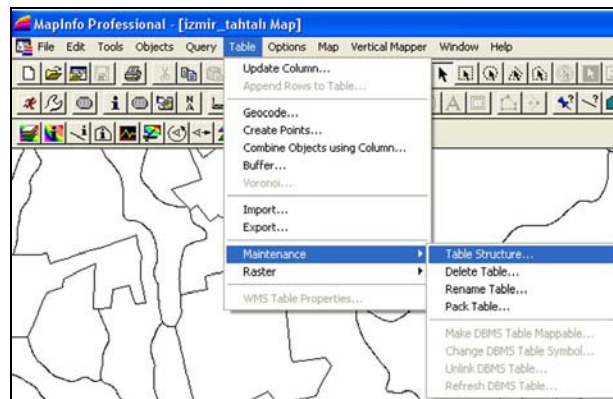 MapInfo Professional - [izmir_tahtalı Map]
File Edit Tools Objects Query Table Options Map Vertical Mapper Window Help
Update Column...
Append Rows to Table...
Geocode...
Create Points...
Combine Objects using Column...
Buffer...
Voronoi...
Import...
Export...
Maintenance
Raster
WMS Table Properties...
Table Structure...
Delete Table...
Rename Table...
Pack Table...
Make DBMS Table Mappable...
Change DBMS Table Symbol...
Unlink DBMS Table...
Refresh DBMS Table...